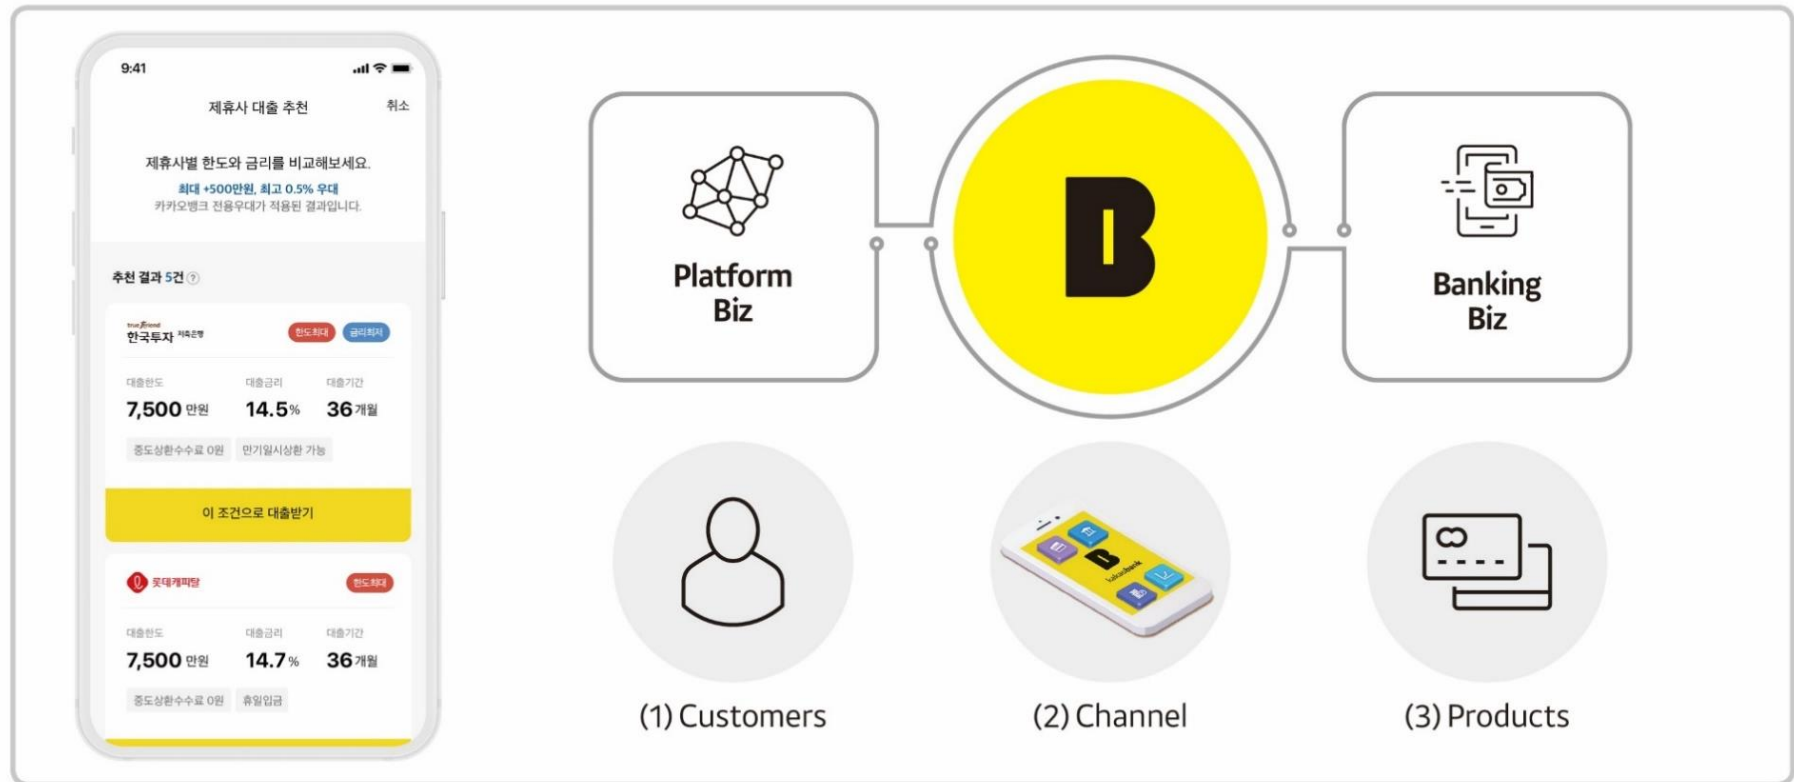 9:41
제휴사 대출 추천
취소
제휴사별 한도와 금리를 비교해보세요.
최대 +500만원, 최고 0.5% 우대
카카오뱅크 전용우대가 적용된 결과입니다.
추천 결과 5건 ?
true friend
한국투자 저축은행
한도최대
금리최저
대출한도 대출금리 대출기간
7,500 만원 14.5% 36 개월
중도상환수수료 0원 만기일시상환 가능
이 조건으로 대출받기
롯데캐피탈
한도최대
대출한도 대출금리 대출기간
7,500 만원 14.7% 36 개월
중도상환수수료 0원 휴일입금
Platform
Biz
B
Banking
Biz
B
kakaobank
(1) Customers
(2) Channel
(3) Products